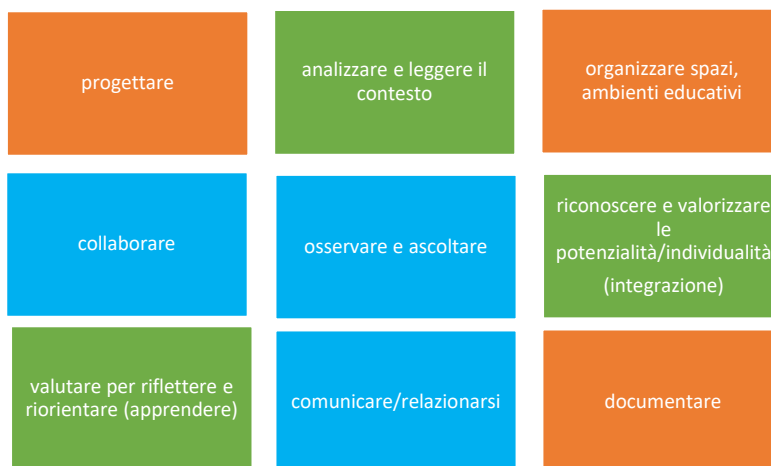 progettare
analizzare e leggere il
contesto
organizzare spazi,
ambienti educativi
collaborare
osservare e ascoltare
riconoscere e valorizzare
le
potenzialità/individualità
(integrazione)
valutare per riflettere e
riorientare (apprendere)
comunicare/relazionarsi
documentare